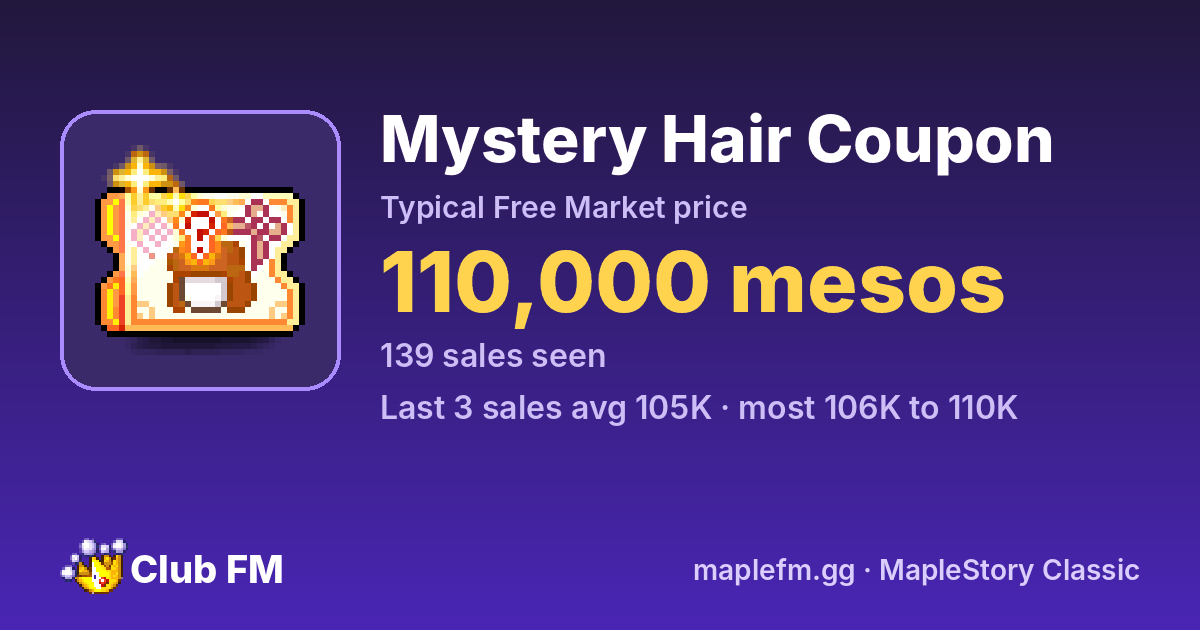 Mystery Hair Coupon
Typical Free Market price
110,000 mesos
139 sales seen
Last 3 sales avg 105K · most 106K to 110K
?
Club FM
maplefm.gg · MapleStory Classic